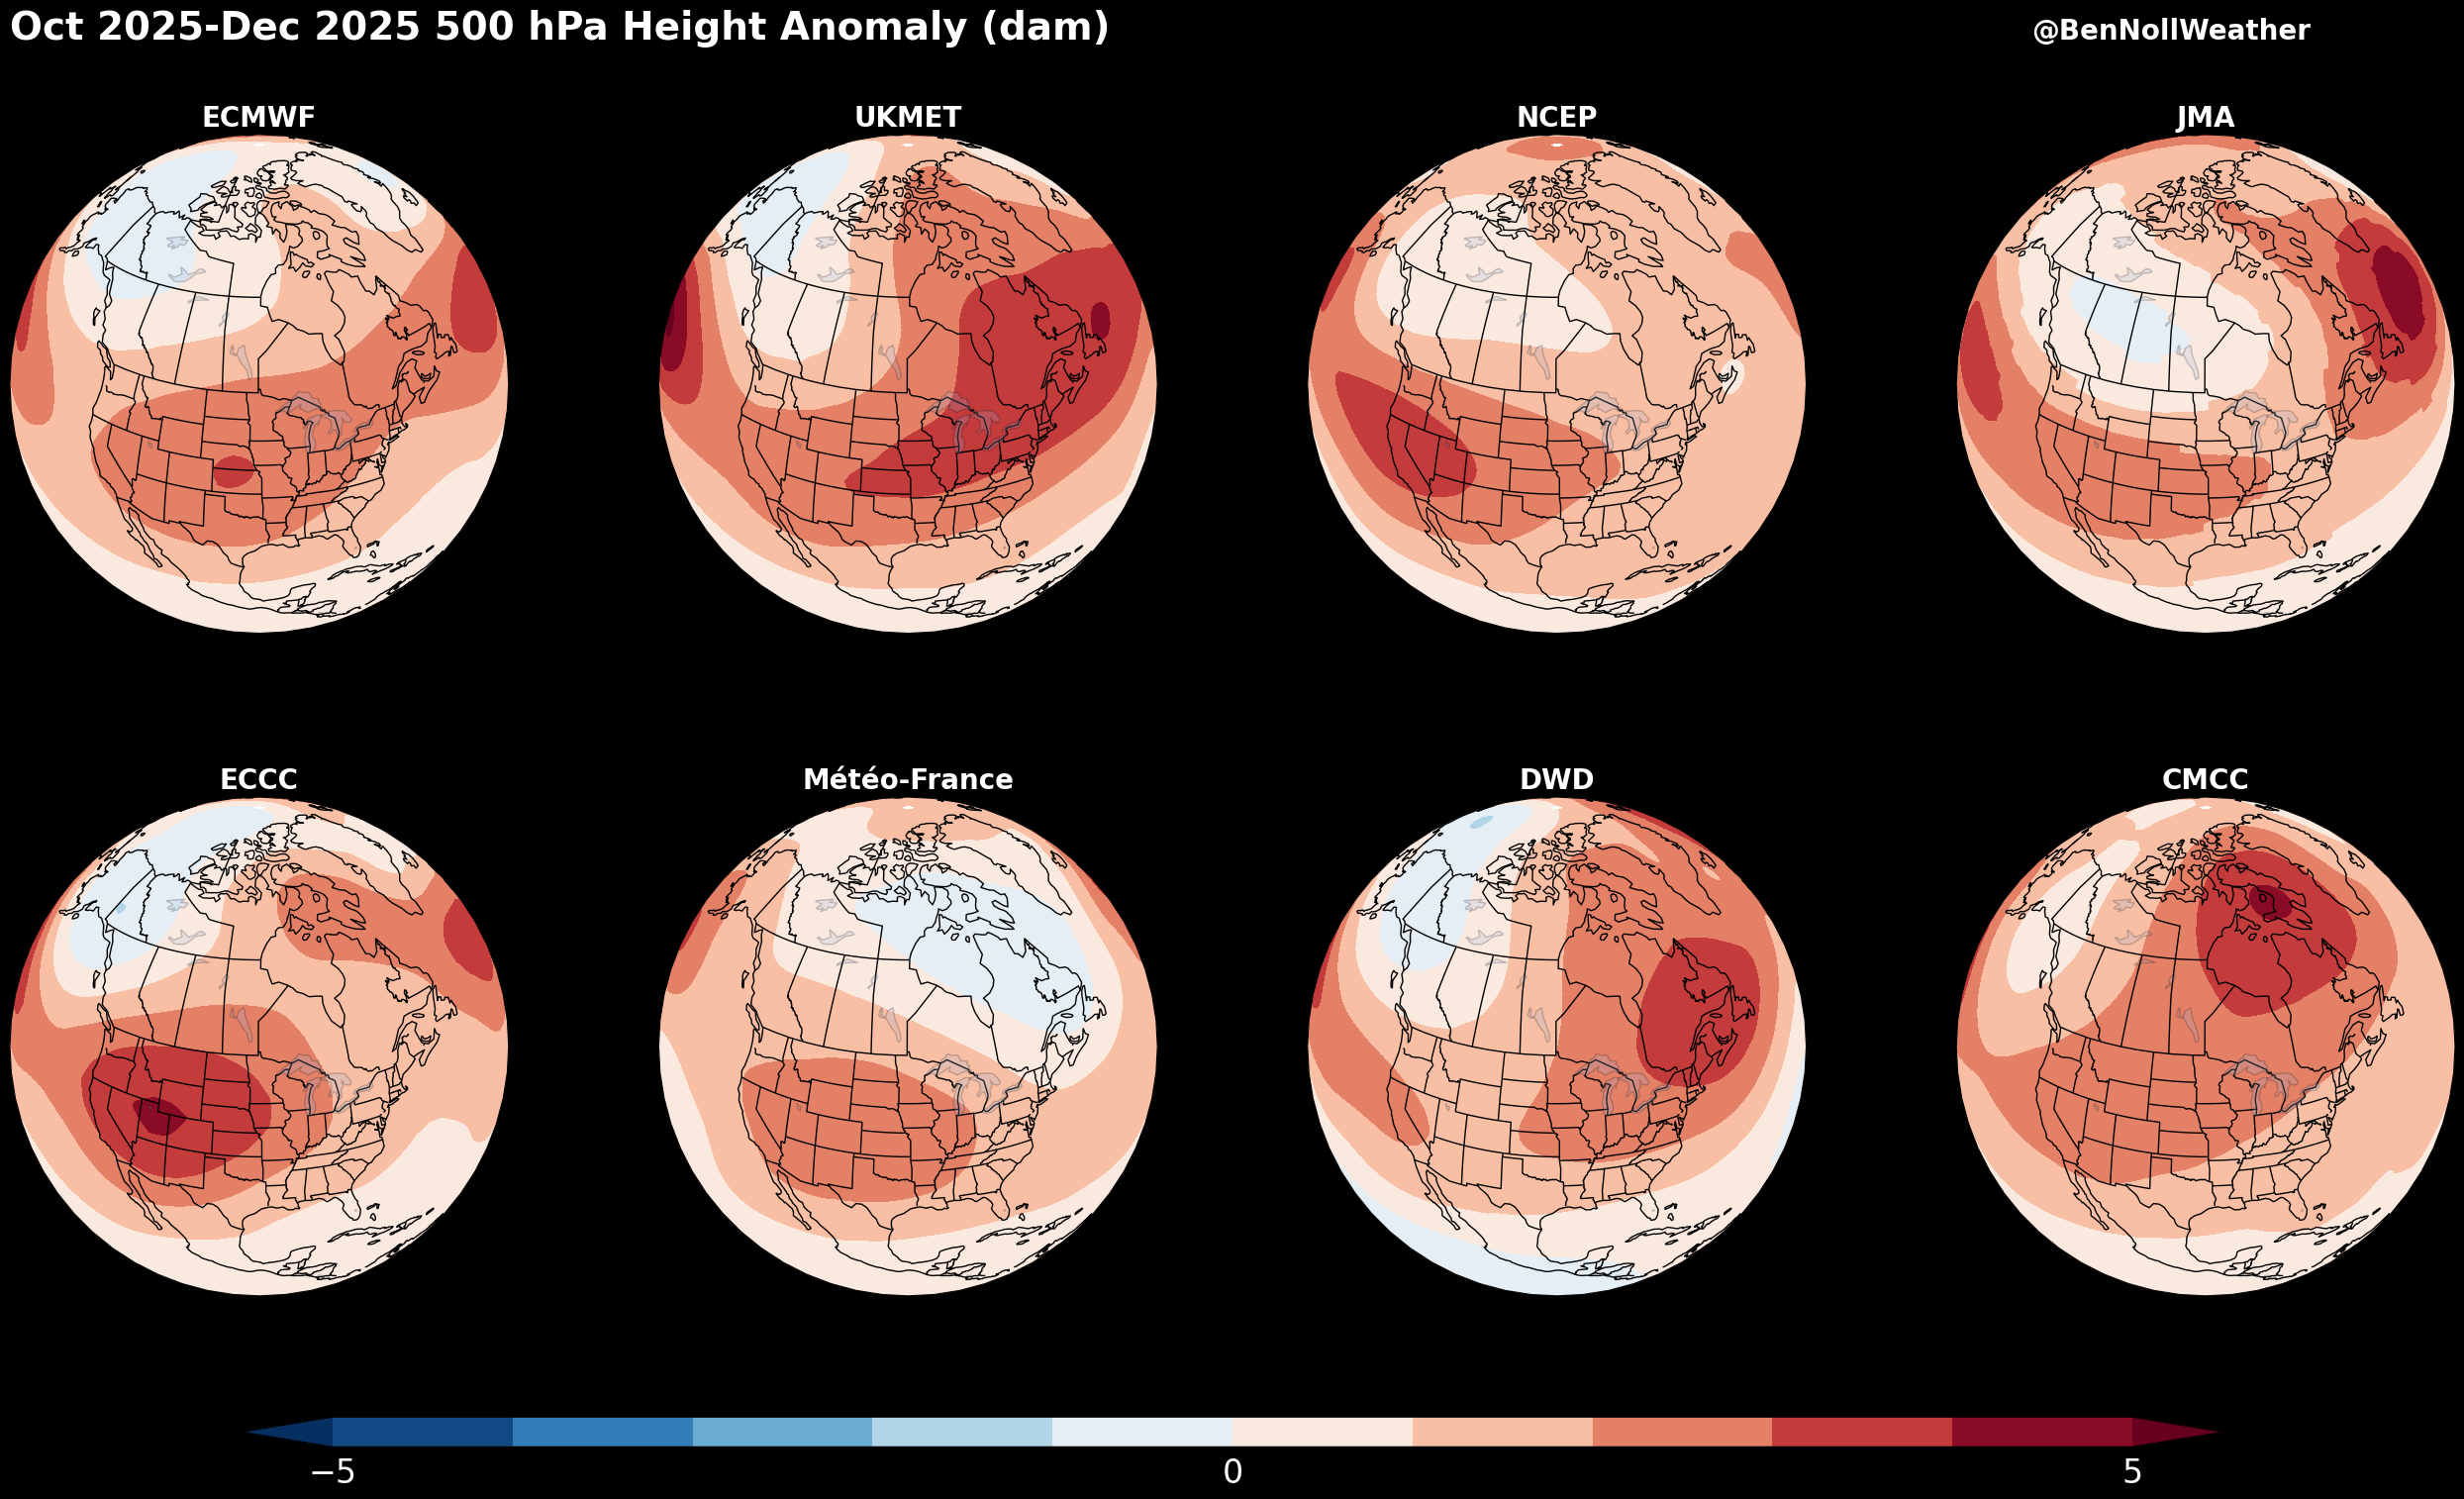 Oct 2025-Dec 2025 500 hPa Height Anomaly (dam)
@BenNollWeather
ECMWF
UKMET
NCEP
JMA
ECCC
Météo-France
DWD
CMCC
−5
0
5